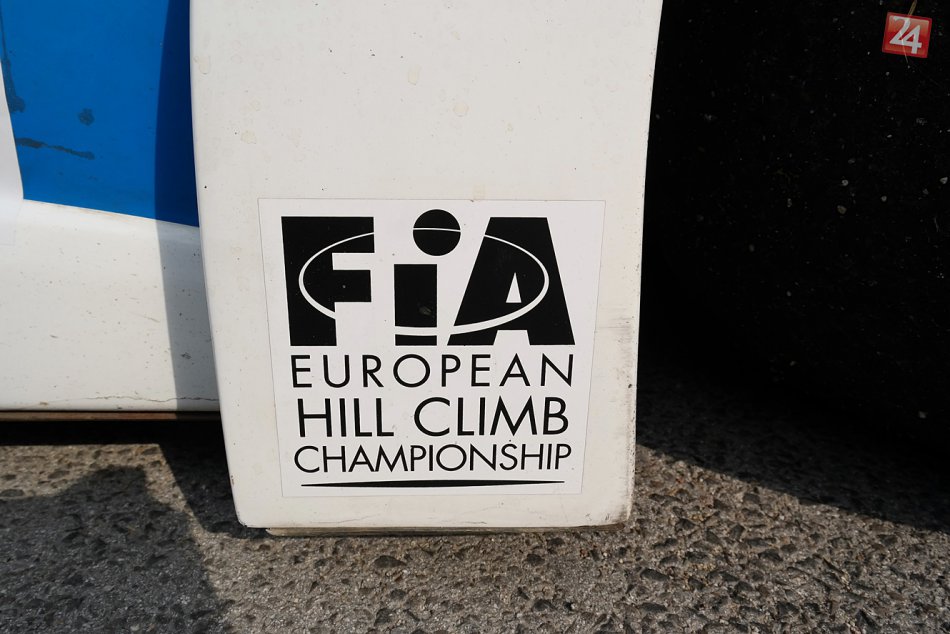 24
FiA
EUROPEAN
HILL CLIMB
CHAMPIONSHIP